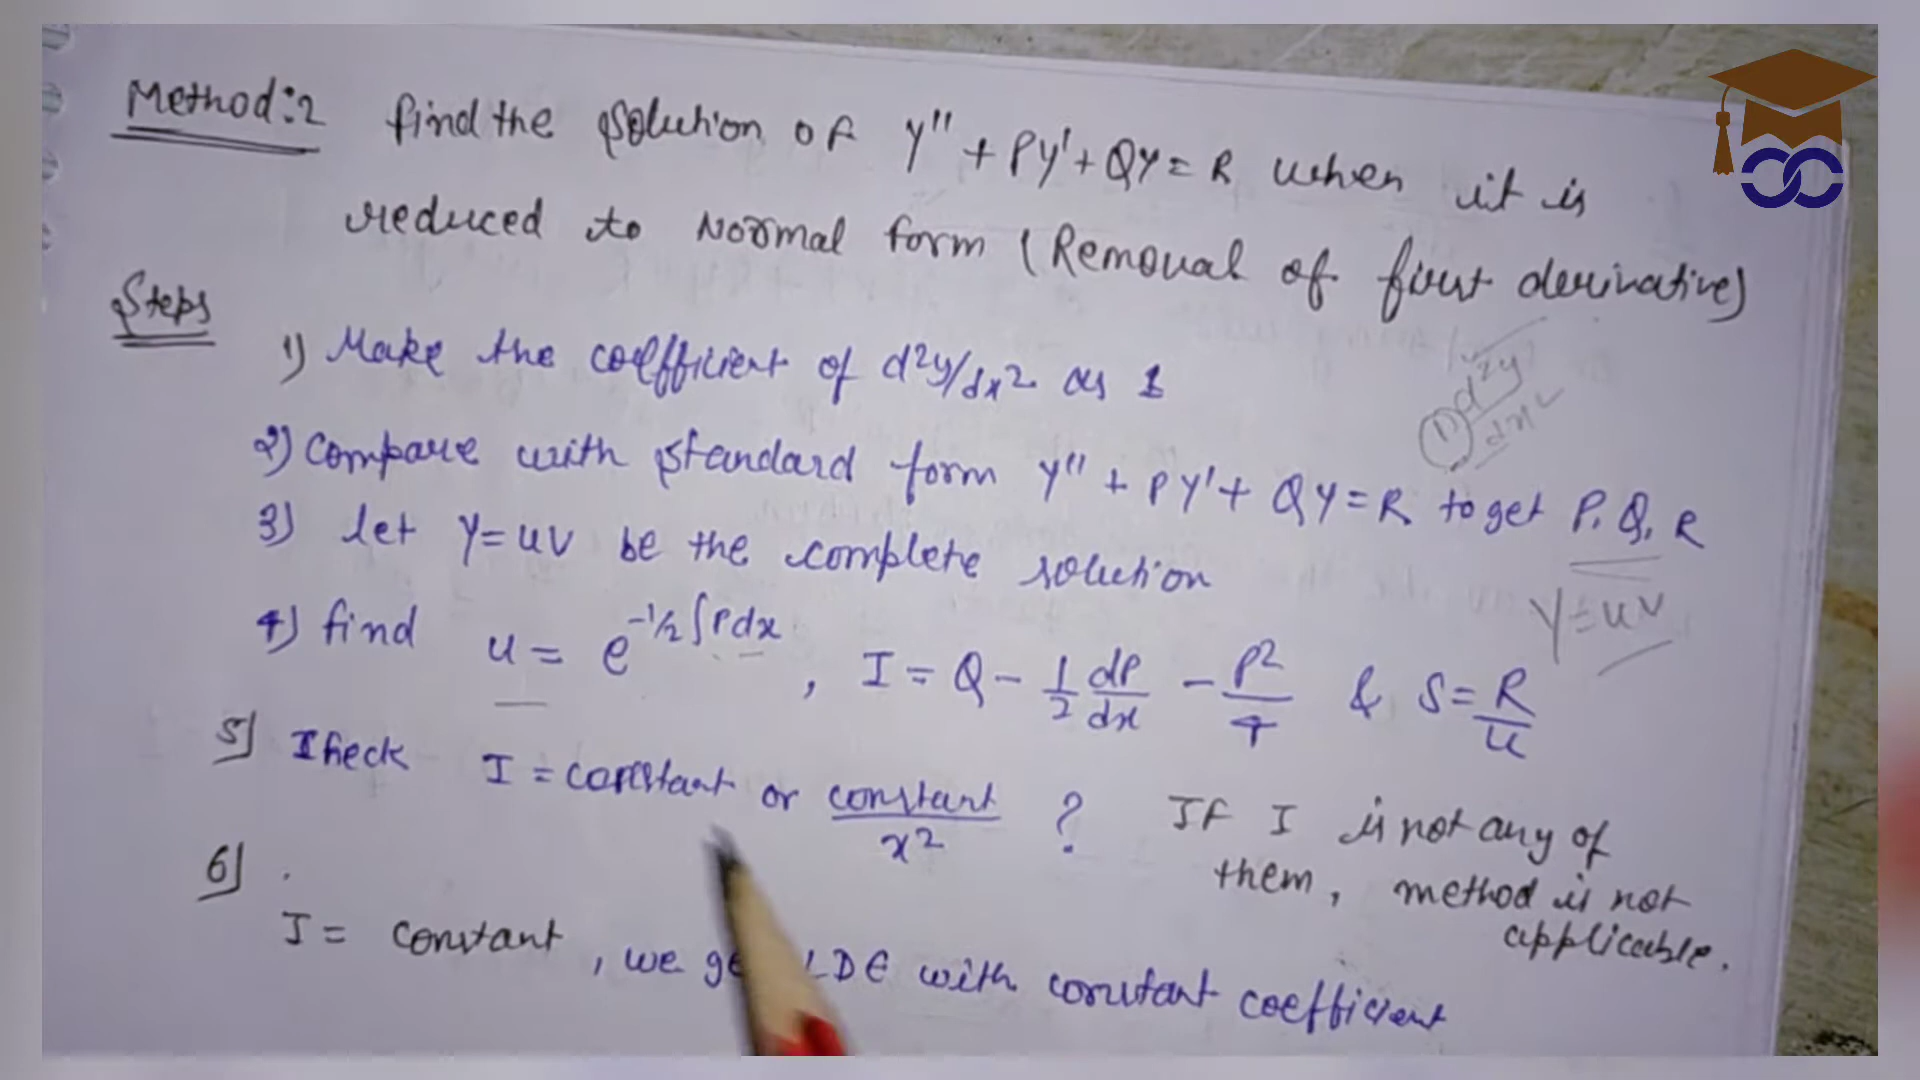 Method:2 find the solution of y'' + Py' + Qy = R when it is
reduced to Normal form (Removal of first derivative)
Steps
1) Make the coefficient of d²y/dx² as 1
① d²y/dx²
2) Compare with standard form y'' + Py' + Qy = R to get P, Q, R
3) let y = uv be the complete solution
y = uv
4) find u = e^(-1/2 ∫Pdx) , I = Q - 1/2 dP/dx - P²/4 & S = R/u
5) Check I = constant or constant/x² ? If I is not any of
them, method is not
applicable.
6) .
I = constant , we LDE with constant coefficient